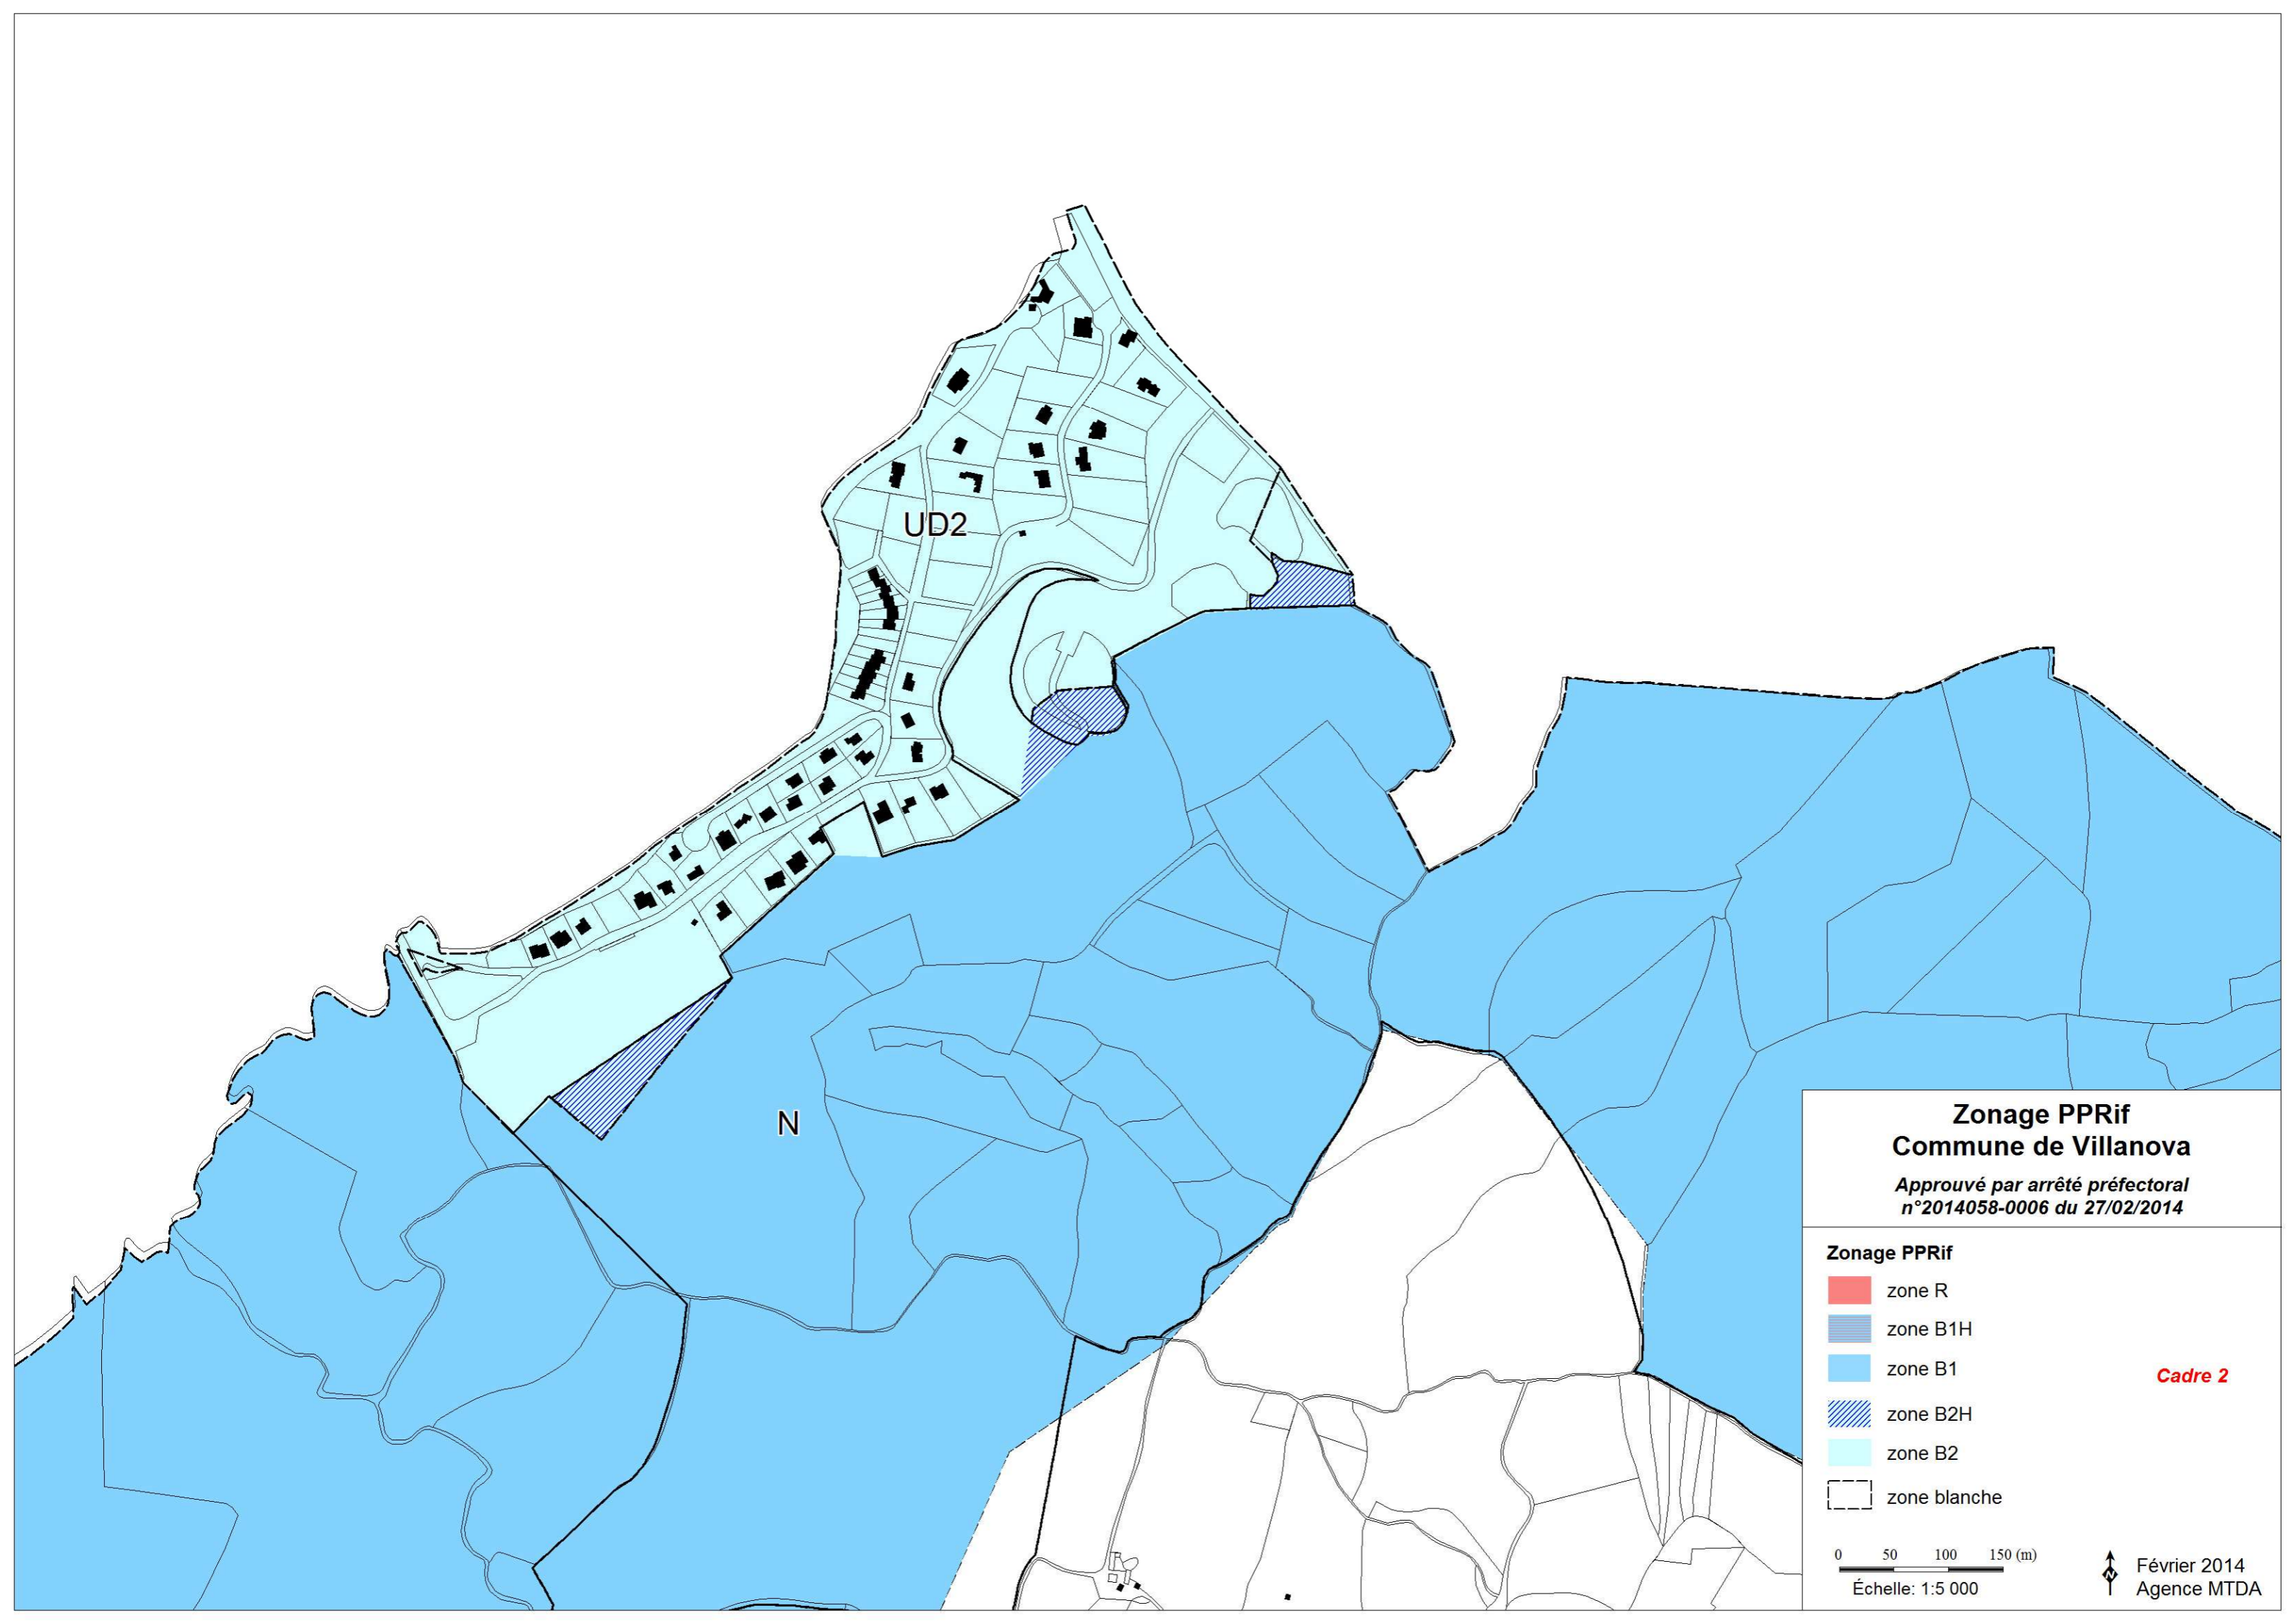 UD2
N
Zonage PPRif
Commune de Villanova
Approuvé par arrêté préfectoral
n°2014058-0006 du 27/02/2014
Zonage PPRif
zone R
zone B1H
zone B1
Cadre 2
zone B2H
zone B2
zone blanche
0 50 100 150 (m)
Échelle: 1:5 000
N
Février 2014
Agence MTDA